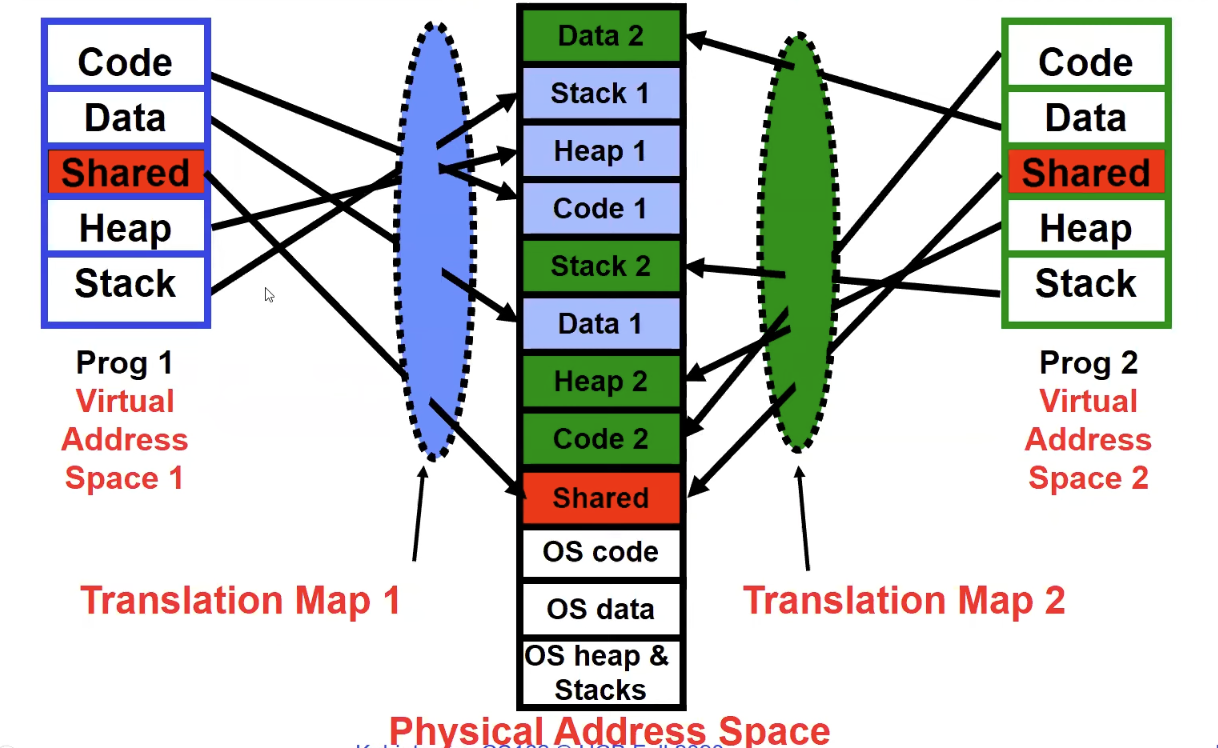 Code
Data
Shared
Heap
Stack
Prog 1
Virtual
Address
Space 1
Translation Map 1
Data 2
Stack 1
Heap 1
Code 1
Stack 2
Data 1
Heap 2
Code 2
Shared
OS code
OS data
OS heap &
Stacks
Physical Address Space
Code
Data
Shared
Heap
Stack
Prog 2
Virtual
Address
Space 2
Translation Map 2